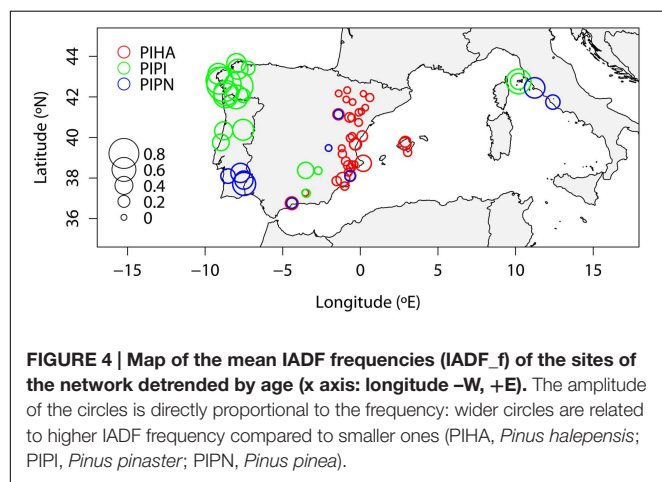 PIHA
PIPI
PIPN
44
42
40
38
36
Latitude (ºN)
0.8
0.6
0.4
0.2
0
−15
−10
−5
0
5
10
15
Longitude (ºE)
FIGURE 4 | Map of the mean IADF frequencies (IADF_f) of the sites of
the network detrended by age (x axis: longitude –W, +E). The amplitude
of the circles is directly proportional to the frequency: wider circles are related
to higher IADF frequency compared to smaller ones (PIHA, Pinus halepensis;
PIPI, Pinus pinaster; PIPN, Pinus pinea).